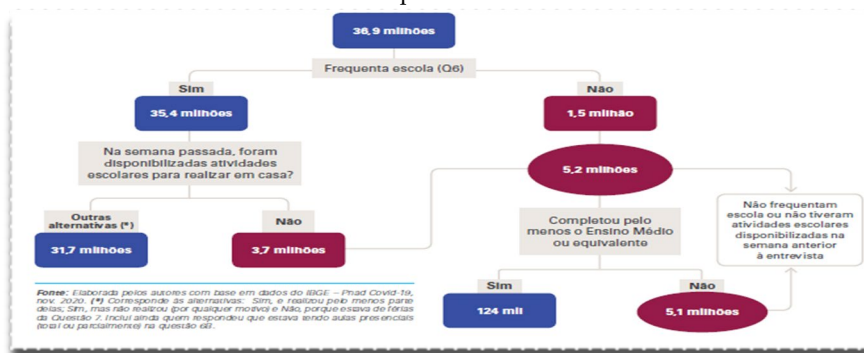 36,9 milhões
Frequenta escola (Q6)
Sim
Não
35,4 milhões
1,5 milhão
Na semana passada, foram
disponibilizadas atividades
escolares para realizar em casa?
5,2 milhões
Outras
alternativas (*)
Não
31,7 milhões
3,7 milhões
Completou pelo
menos o Ensino Médio
ou equivalente
Não frequentam
escola ou não tiveram
atividades escolares
disponibilizadas na
semana anterior
à entrevista
Sim
Não
124 mil
5,1 milhões
Fonte: Elaborada pelos autores com base em dados do IBGE – Pnad Covid-19,
nov. 2020. (*) Corresponde às alternativas: Sim, e realizou pelo menos parte
delas; Sim, mas não realizou (por qualquer motivo) e Não, porque estava de férias
da Questão 7. Inclui ainda quem respondeu que estava tendo aulas presenciais
(total ou parcialmente) na questão 6B.